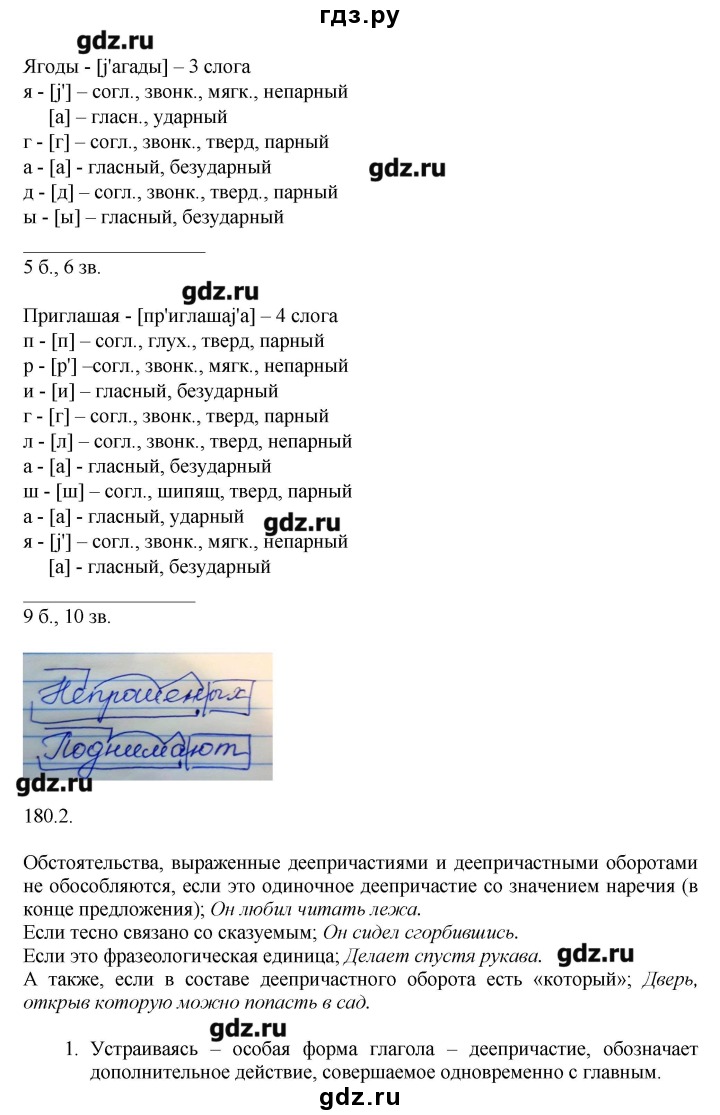 гдз.ру
gdz.ru
Ягоды - [j'агады] – 3 слога
я - [j'] – согл., звонк., мягк., непарный
[а] – гласн., ударный
г - [г] – согл., звонк., тверд, парный
а - [а] - гласный, безударный
gdz.ru
д - [д] – согл., звонк., тверд., парный
ы - [ы] – гласный, безударный
5 б., 6 зв.
gdz.ru
Приглашая - [пр'иглашаj'а] – 4 слога
п - [п] – согл., глух., тверд, парный
р - [р'] –согл., звонк., мягк., непарный
и - [и] – гласный, безударный
г - [г] – согл., звонк., тверд, парный
л - [л] – согл., звонк., тверд, непарный
а - [а] - гласный, безударный
ш - [ш] – согл., шипящ, тверд, парный
а - [а] - гласный, ударный
gdz.ru
я - [j'] – согл., звонк., мягк., непарный
[а] - гласный, безударный
9 б., 10 зв.
Непрошеных
Поднимают
gdz.ru
180.2.
Обстоятельства, выраженные деепричастиями и деепричастными оборотами
не обособляются, если это одиночное деепричастие со значением наречия (в
конце предложения); Он любил читать лежа.
Если тесно связано со сказуемым; Он сидел сгорбившись.
Если это фразеологическая единица; Делает спустя рукава.
gdz.ru
А также, если в составе деепричастного оборота есть «который»; Дверь,
открыв которую можно попасть в сад.
gdz.ru
1. Устраиваясь – особая форма глагола – деепричастие, обозначает
дополнительное действие, совершаемое одновременно с главным.
gdz.ru